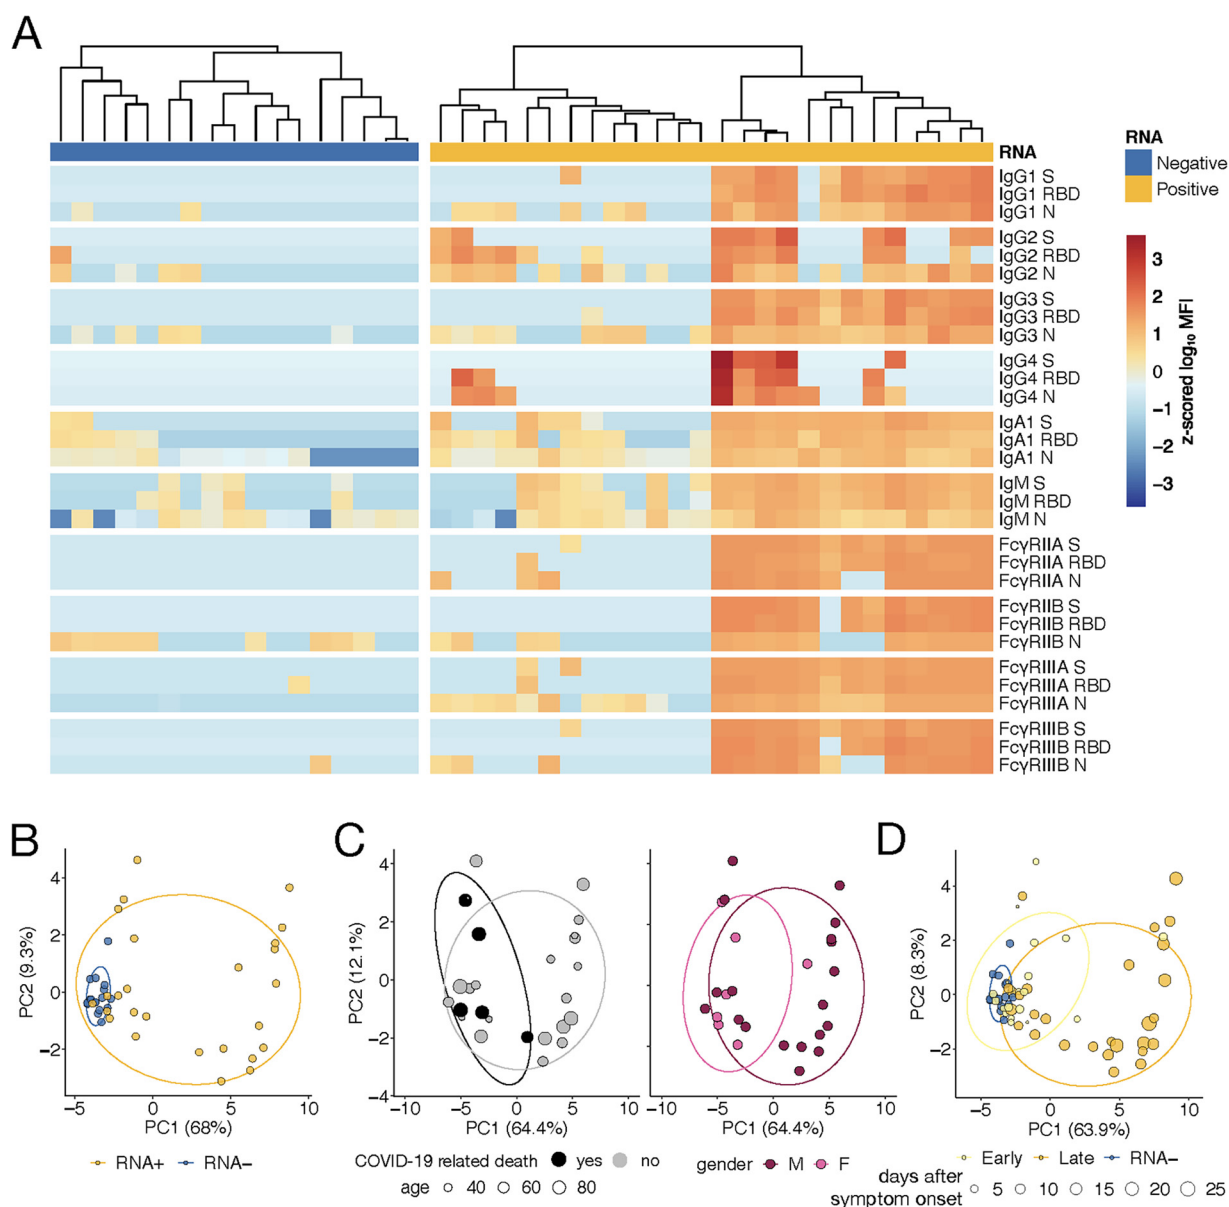 A
RNA
IgG1 S
IgG1 RBD
IgG1 N
IgG2 S
IgG2 RBD
IgG2 N
IgG3 S
IgG3 RBD
IgG3 N
IgG4 S
IgG4 RBD
IgG4 N
IgA1 S
IgA1 RBD
IgA1 N
IgM S
IgM RBD
IgM N
FcγRIIA S
FcγRIIA RBD
FcγRIIA N
FcγRIIB S
FcγRIIB RBD
FcγRIIB N
FcγRIIIA S
FcγRIIIA RBD
FcγRIIIA N
FcγRIIIB S
FcγRIIIB RBD
FcγRIIIB N
RNA
Negative
Positive
3
2
1
0
−1
−2
−3
z-scored log₁₀ MFI
B
PC2 (9.3%)
4
2
0
−2
−5 0 5 10
PC1 (68%)
RNA+ RNA−
C
PC2 (12.1%)
4
2
0
−2
−4
−10 −5 0 5 10
PC1 (64.4%)
COVID-19 related death yes no
age 40 60 80
−10 −5 0 5 10
PC1 (64.4%)
gender M F
D
PC2 (8.3%)
4
2
0
−2
−5 0 5 10
PC1 (63.9%)
Early Late RNA−
days after
symptom onset 5 10 15 20 25